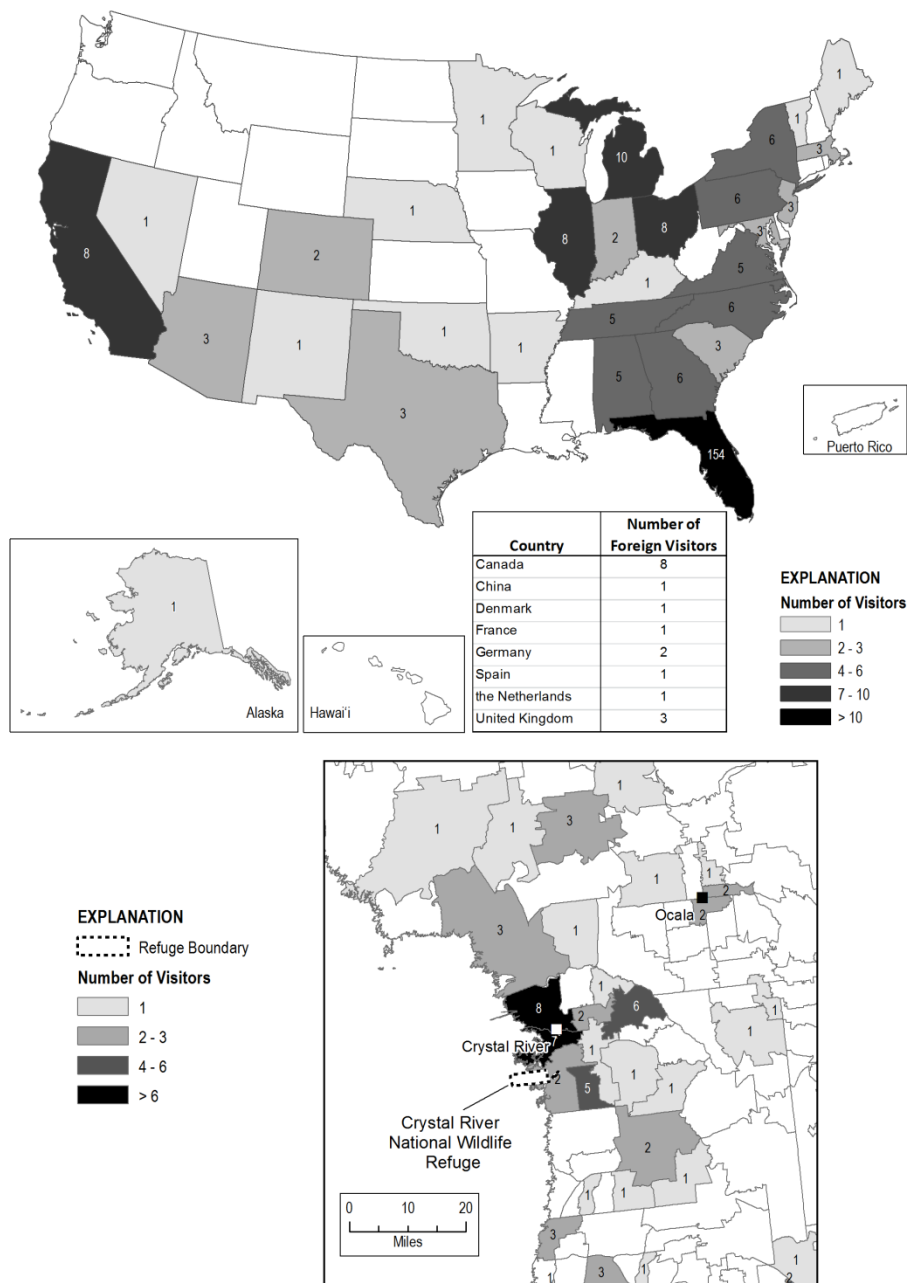 1
1
1
1
10
1
3
6
6
3
3
8
1
1
2
8
2
8
1
5
5
6
3
1
1
1
3
5
6
3
154
Puerto Rico
1
Alaska
Hawai'i
Country
Number of
Foreign Visitors
Canada 8
China 1
Denmark 1
France 1
Germany 2
Spain 1
the Netherlands 1
United Kingdom 3
EXPLANATION
Number of Visitors
1
2 - 3
4 - 6
7 - 10
> 10
EXPLANATION
Refuge Boundary
Number of Visitors
1
2 - 3
4 - 6
> 6
1
1
1
3
1
1
2
Ocala
2
3
1
1
8
2
6
1
1
Crystal River
7
1
2
5
1
1
Crystal River
National Wildlife
Refuge
2
1
1
1
0 10 20
Miles
3
1
3
1
1
2